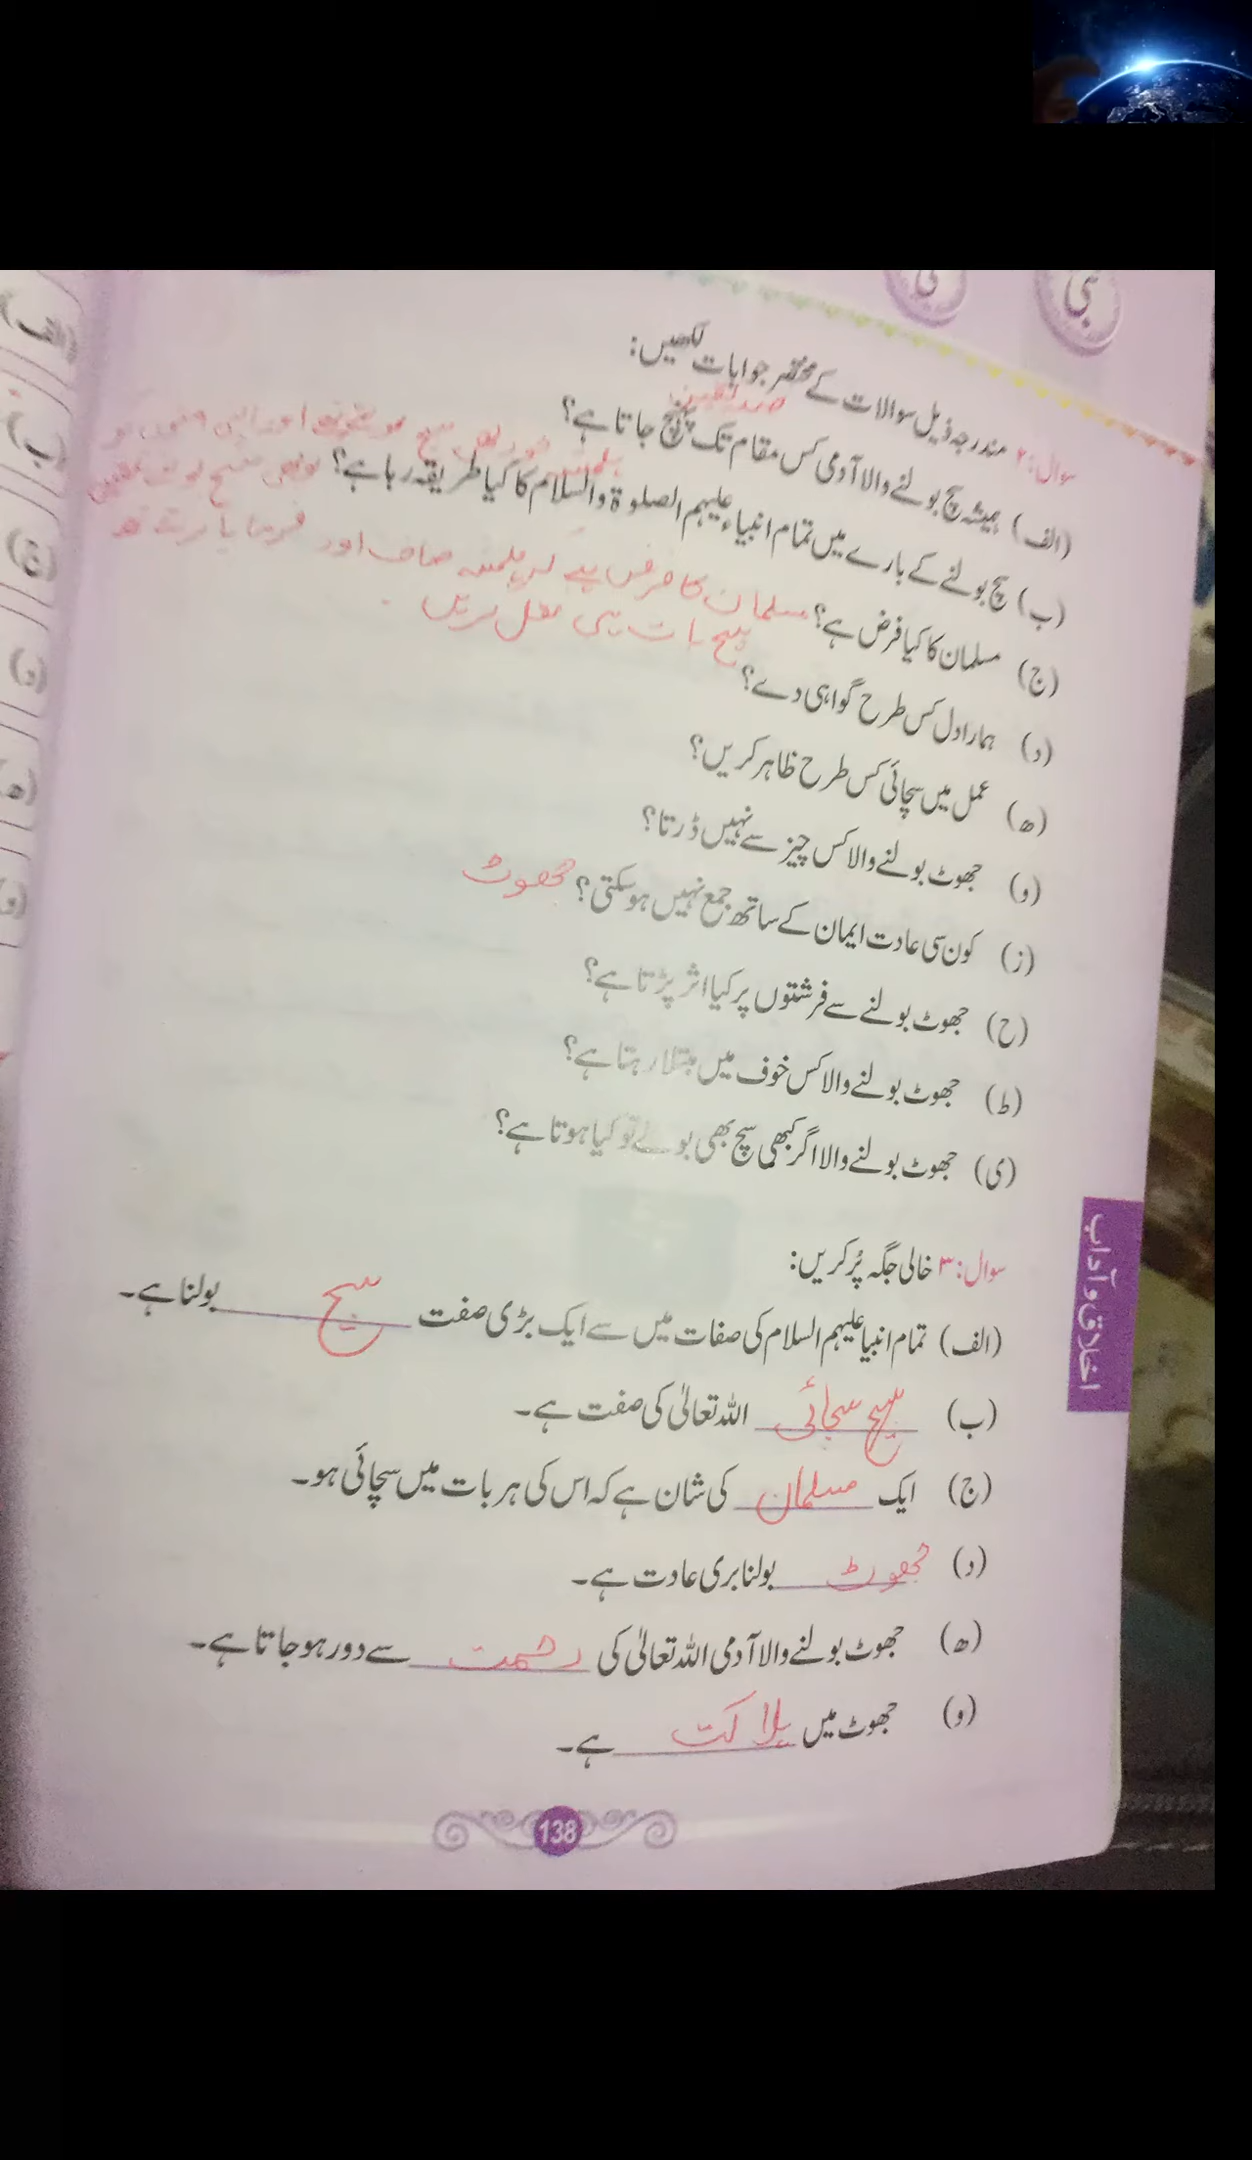 سوال: ۲ مندرجہ ذیل سوالات کے مختصر جوابات لکھیں:
(الف) ہمیشہ سچ بولنے والا آدمی کس مقام تک پہنچ جاتا ہے؟
(ب) سچ بولنے کے بارے میں تمام انبیاء علیہم الصلوۃ والسلام کا کیا طریقہ رہا ہے؟
(ج) مسلمان کا کیا فرض ہے؟ مسلمان کا فرض ہے صاف اور
سچ بات
(د) ہمارا دل کس طرح گواہی دے؟
(ھ) عمل میں سچائی کس طرح ظاہر کریں؟
(و) جھوٹ بولنے والا کس چیز سے نہیں ڈرتا؟
(ز) کون سی عادت ایمان کے ساتھ جمع نہیں ہوسکتی؟ جھوٹ
(ح) جھوٹ بولنے سے فرشتوں پر کیا اثر پڑتا ہے؟
(ط) جھوٹ بولنے والا کس خوف میں مبتلا رہتا ہے؟
(ی) جھوٹ بولنے والا اگر کبھی سچ بھی بولے تو کیا ہوتا ہے؟
سوال: ۳ خالی جگہ پُر کریں:
(الف) تمام انبیا علیہم السلام کی صفات میں سے ایک بڑی صفت سچ بولنا ہے۔
(ب) سچ سچائی اللہ تعالٰی کی صفت ہے۔
(ج) ایک مسلمان کی شان ہے کہ اس کی ہر بات میں سچائی ہو۔
(د) جھوٹ بولنا بری عادت ہے۔
(ھ) جھوٹ بولنے والا آدمی اللہ تعالٰی کی رحمت سے دور ہو جاتا ہے۔
(و) جھوٹ میں ہلاکت ہے۔
اخلاق و آداب
138
(الف)
(ب)
(ج)
(د)
(ھ)
(و)